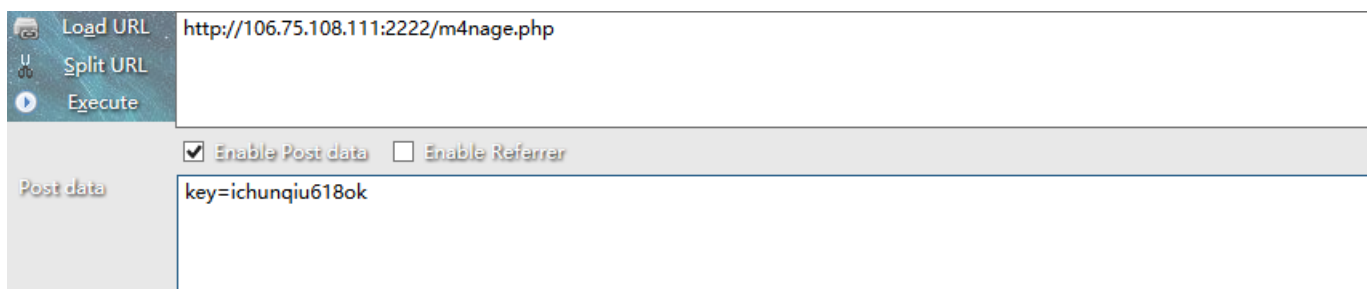 Load URL
http://106.75.108.111:2222/m4nage.php
Split URL
Execute
Enable Post data
Enable Referrer
Post data
key=ichunqiu618ok